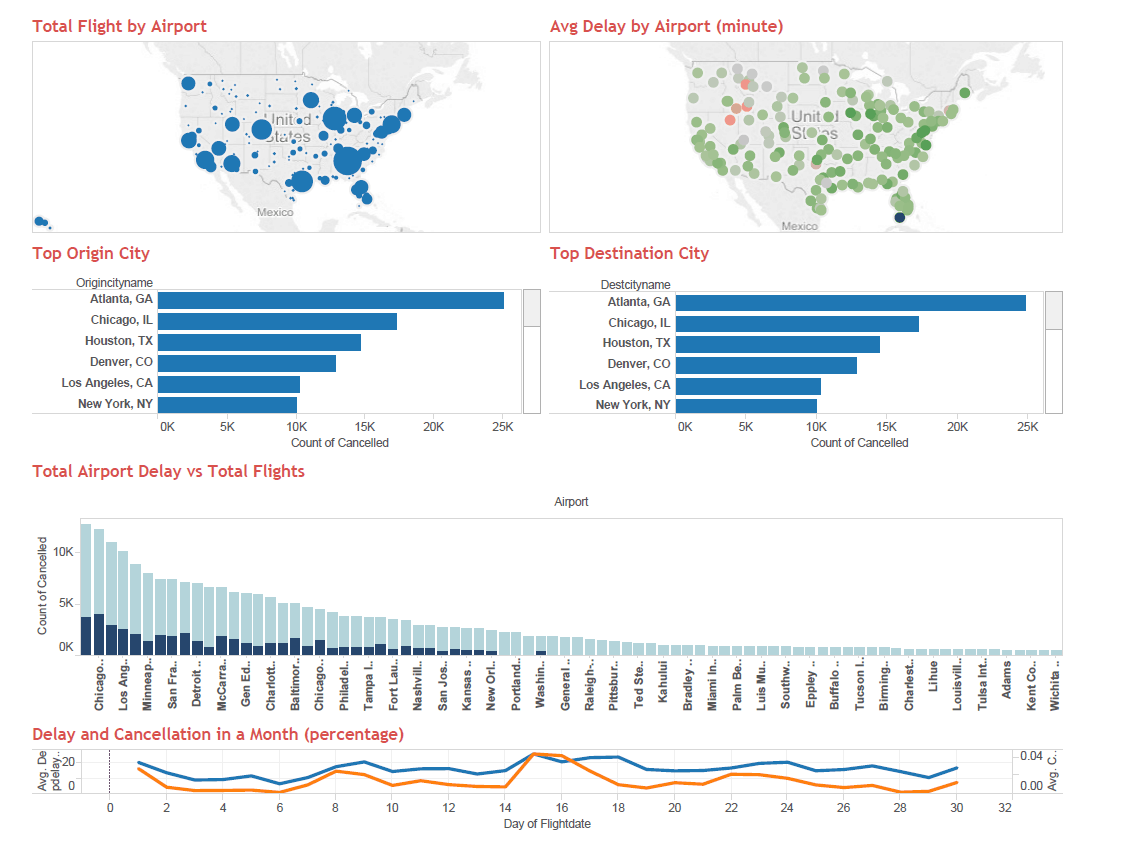 Total Flight by Airport
Avg Delay by Airport (minute)
United States
Mexico
United States
Mexico
Top Origin City
Top Destination City
Origincityname
Atlanta, GA
Chicago, IL
Houston, TX
Denver, CO
Los Angeles, CA
New York, NY
0K 5K 10K 15K 20K 25K
Count of Cancelled
Destcityname
Atlanta, GA
Chicago, IL
Houston, TX
Denver, CO
Los Angeles, CA
New York, NY
0K 5K 10K 15K 20K 25K
Count of Cancelled
Total Airport Delay vs Total Flights
Airport
Count of Cancelled
10K
5K
0K
Chicago..
Los Ang..
Minneap..
San Fra..
Detroit ..
McCarra..
Gen Ed..
Charlott..
Baltimor..
Chicago..
Philadel..
Tampa I..
Fort Lau..
Nashvill..
San Jos..
Kansas ..
New Orl..
Portland..
Washin..
General ..
Raleigh-..
Pittsbur..
Ted Ste..
Kahului
Bradley ..
Miami In..
Palm Be..
Luis Mu..
Southw..
Eppley ..
Buffalo ..
Tucson I..
Birming..
Charlest..
Lihue
Louisvill..
Tulsa Int..
Adams
Kent Co..
Wichita ..
Delay and Cancellation in a Month (percentage)
Avg. De
pdelay..
20
0
0.04
0.00
Avg. C..
0 2 4 6 8 10 12 14 16 18 20 22 24 26 28 30 32
Day of Flightdate